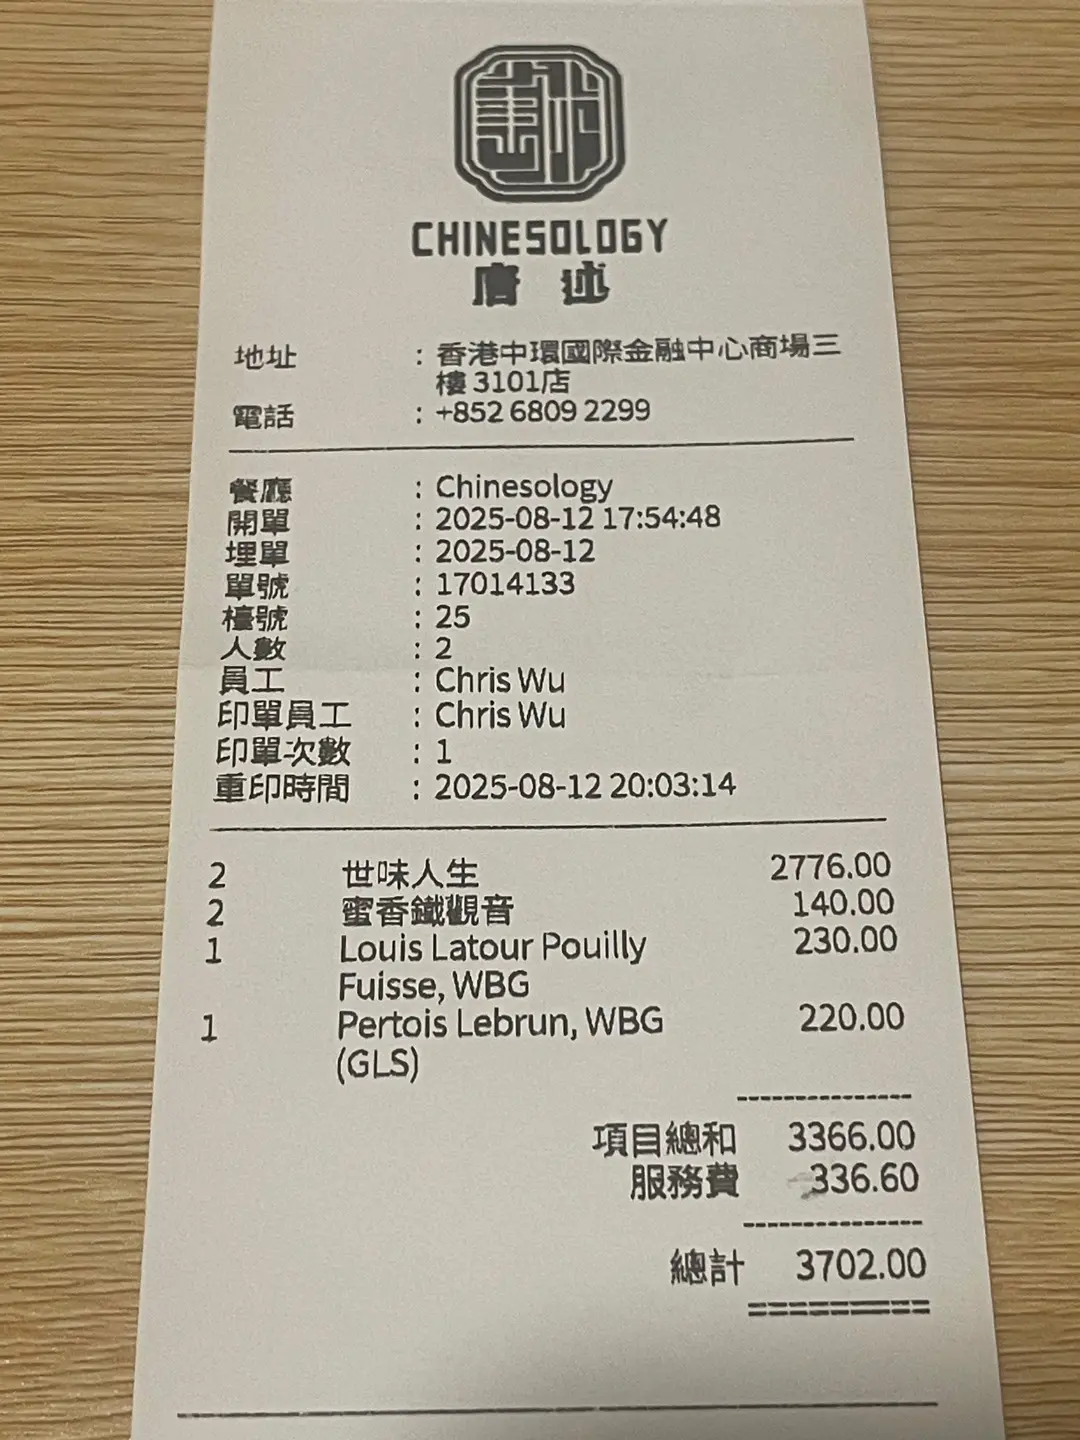 CHINESOLOGY
唐述
地址 : 香港中環國際金融中心商場三
樓 3101店
電話 : +852 6809 2299
餐廳 : Chinesology
開單 : 2025-08-12 17:54:48
埋單 : 2025-08-12
單號 : 17014133
檯號 : 25
人數 : 2
員工 : Chris Wu
印單員工 : Chris Wu
印單次數 : 1
重印時間 : 2025-08-12 20:03:14
2 世味人生 2776.00
2 蜜香鐵觀音 140.00
1 Louis Latour Pouilly 230.00
Fuisse, WBG
1 Pertois Lebrun, WBG 220.00
(GLS)
項目總和 3366.00
服務費 336.60
總計 3702.00